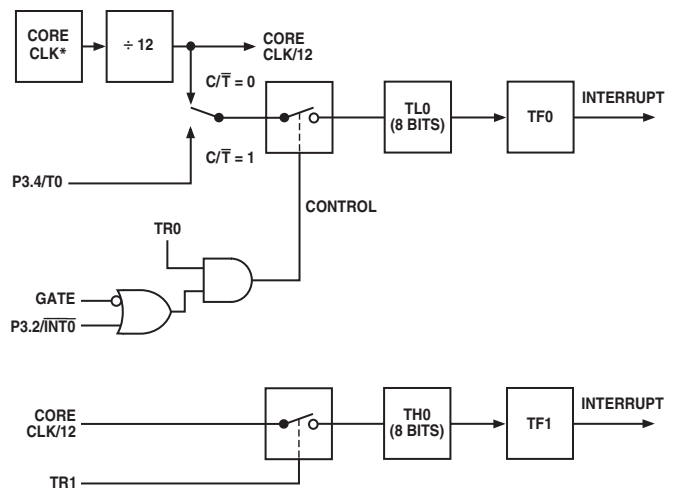 CORE
CLK*
÷ 12
CORE
CLK/12
C/T̅ = 0
C/T̅ = 1
TL0
(8 BITS)
TF0
INTERRUPT
P3.4/T0
CONTROL
TR0
GATE
P3.2/I̅N̅T̅0̅
CORE
CLK/12
TH0
(8 BITS)
TF1
INTERRUPT
TR1